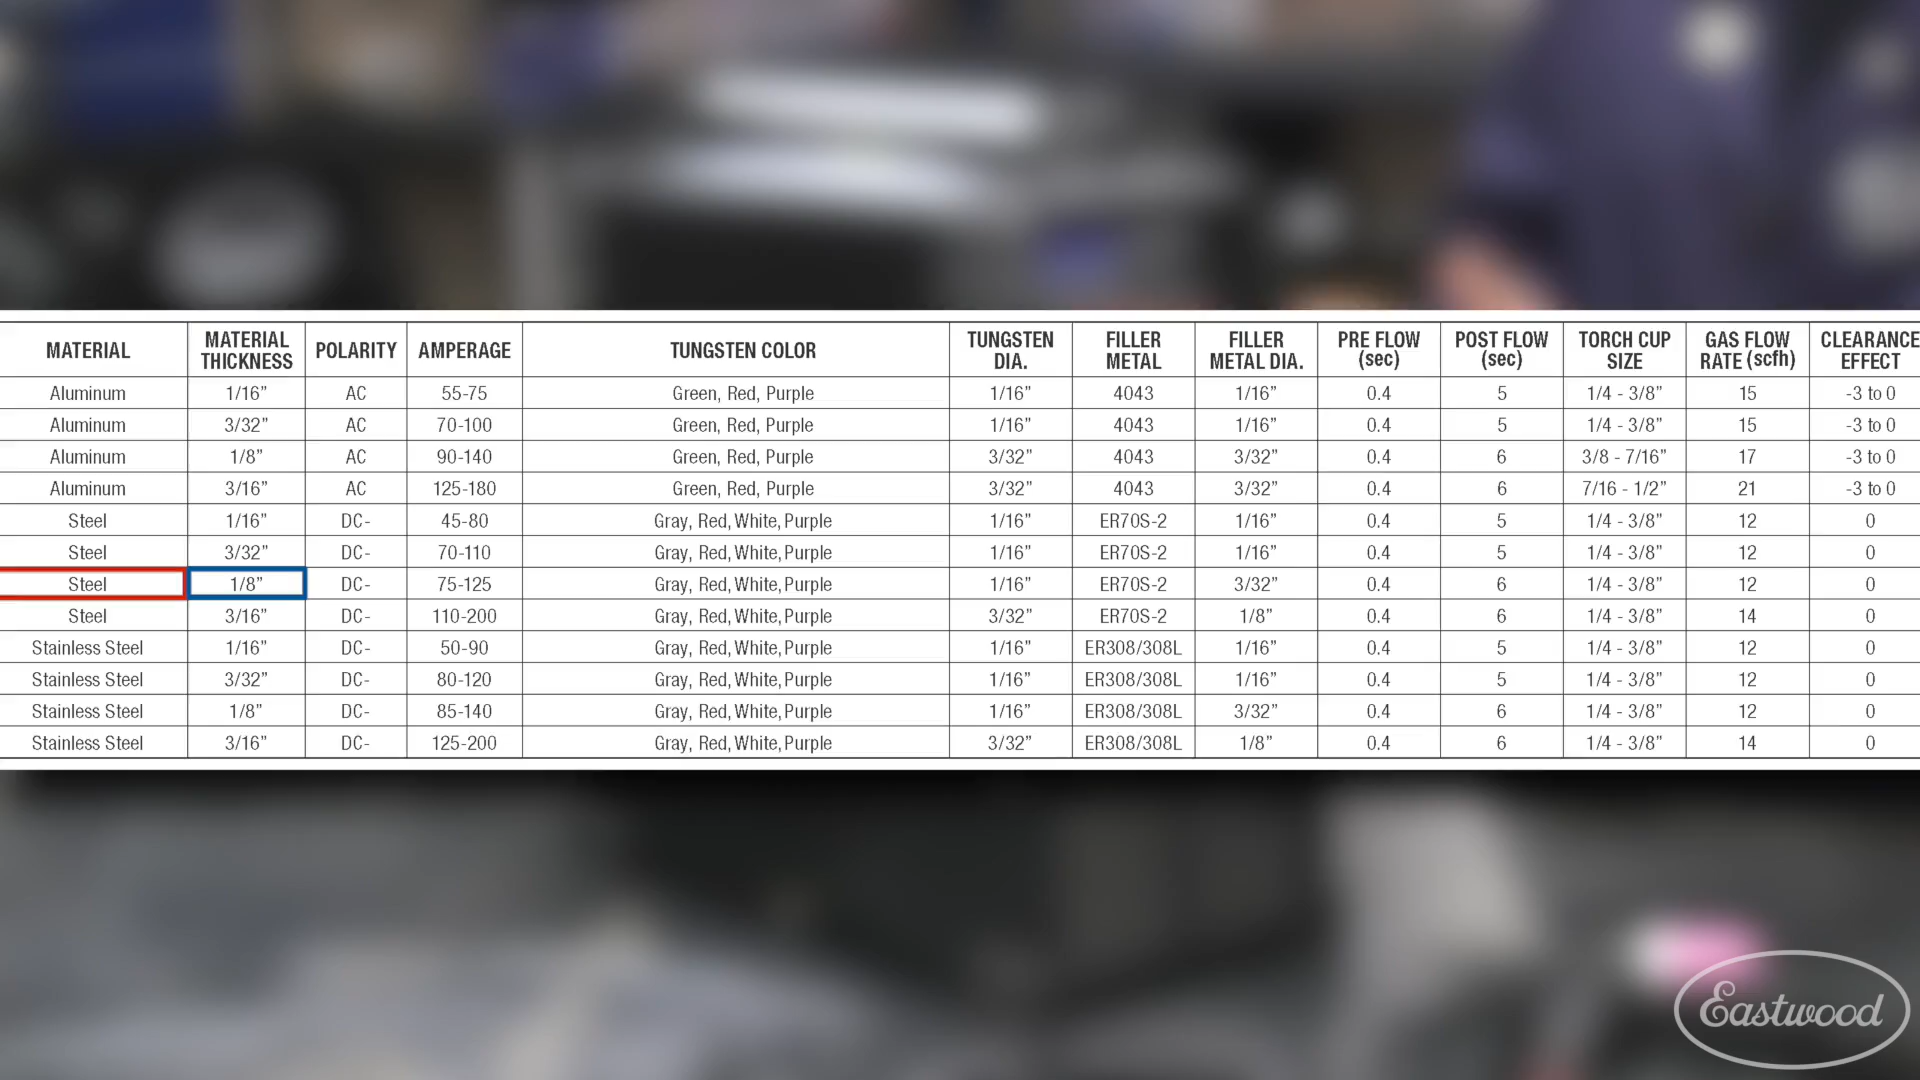 MATERIAL MATERIAL THICKNESS POLARITY AMPERAGE TUNGSTEN COLOR TUNGSTEN DIA. FILLER METAL FILLER METAL DIA. PRE FLOW (sec) POST FLOW (sec) TORCH CUP SIZE GAS FLOW RATE (scfh) CLEARANCE EFFECT
Aluminum 1/16” AC 55-75 Green, Red, Purple 1/16” 4043 1/16” 0.4 5 1/4 - 3/8” 15 -3 to 0
Aluminum 3/32” AC 70-100 Green, Red, Purple 1/16” 4043 1/16” 0.4 5 1/4 - 3/8” 15 -3 to 0
Aluminum 1/8” AC 90-140 Green, Red, Purple 3/32” 4043 3/32” 0.4 6 3/8 - 7/16” 17 -3 to 0
Aluminum 3/16” AC 125-180 Green, Red, Purple 3/32” 4043 3/32” 0.4 6 7/16 - 1/2” 21 -3 to 0
Steel 1/16” DC- 45-80 Gray, Red, White, Purple 1/16” ER70S-2 1/16” 0.4 5 1/4 - 3/8” 12 0
Steel 3/32” DC- 70-110 Gray, Red, White, Purple 1/16” ER70S-2 1/16” 0.4 5 1/4 - 3/8” 12 0
Steel 1/8” DC- 75-125 Gray, Red, White, Purple 1/16” ER70S-2 3/32” 0.4 6 1/4 - 3/8” 12 0
Steel 3/16” DC- 110-200 Gray, Red, White, Purple 3/32” ER70S-2 1/8” 0.4 6 1/4 - 3/8” 14 0
Stainless Steel 1/16” DC- 50-90 Gray, Red, White, Purple 1/16” ER308/308L 1/16” 0.4 5 1/4 - 3/8” 12 0
Stainless Steel 3/32” DC- 80-120 Gray, Red, White, Purple 1/16” ER308/308L 1/16” 0.4 5 1/4 - 3/8” 12 0
Stainless Steel 1/8” DC- 85-140 Gray, Red, White, Purple 1/16” ER308/308L 3/32” 0.4 6 1/4 - 3/8” 12 0
Stainless Steel 3/16” DC- 125-200 Gray, Red, White, Purple 3/32” ER308/308L 1/8” 0.4 6 1/4 - 3/8” 14 0
Eastwood